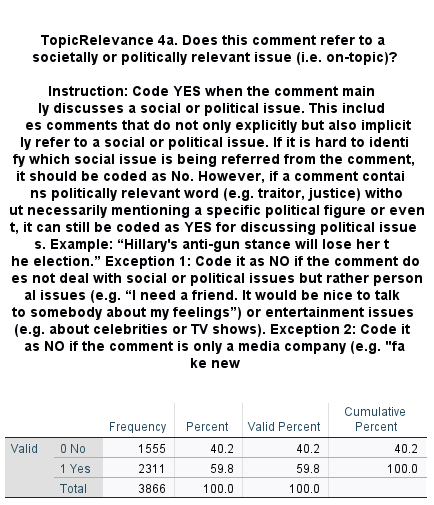 TopicRelevance 4a. Does this comment refer to a
societally or politically relevant issue (i.e. on-topic)?
Instruction: Code YES when the comment main
ly discusses a social or political issue. This includ
es comments that do not only explicitly but also implicit
ly refer to a social or political issue. If it is hard to identi
fy which social issue is being referred from the comment,
it should be coded as No. However, if a comment contai
ns politically relevant word (e.g. traitor, justice) witho
ut necessarily mentioning a specific political figure or even
t, it can still be coded as YES for discussing political issue
s. Example: “Hillary's anti-gun stance will lose her t
he election.” Exception 1: Code it as NO if the comment do
es not deal with social or political issues but rather person
al issues (e.g. “I need a friend. It would be nice to talk
to somebody about my feelings”) or entertainment issues
(e.g. about celebrities or TV shows). Exception 2: Code it
as NO if the comment is only a media company (e.g. "fa
ke new
Frequency Percent Valid Percent Cumulative Percent
Valid 0 No 1555 40.2 40.2 40.2
1 Yes 2311 59.8 59.8 100.0
Total 3866 100.0 100.0